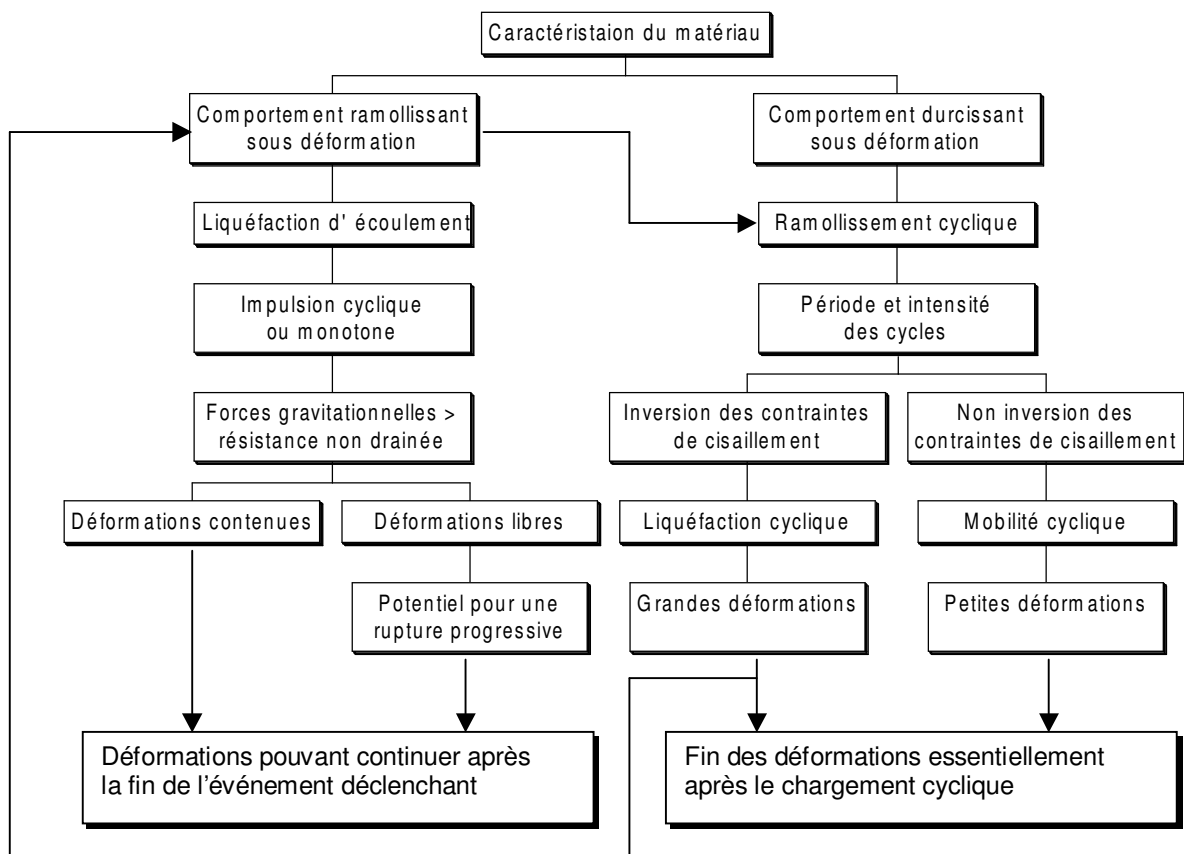 Caractéristaion du matériau
Comportement ramollissant
sous déformation
Comportement durcissant
sous déformation
Liquéfaction d' écoulement
Ramollissement cyclique
Impulsion cyclique
ou monotone
Période et intensité
des cycles
Forces gravitationnelles >
résistance non drainée
Inversion des contraintes
de cisaillement
Non inversion des
contraintes de cisaillement
Déformations contenues
Déformations libres
Liquéfaction cyclique
Mobilité cyclique
Potentiel pour une
rupture progressive
Grandes déformations
Petites déformations
Déformations pouvant continuer après
la fin de l'événement déclenchant
Fin des déformations essentiellement
après le chargement cyclique